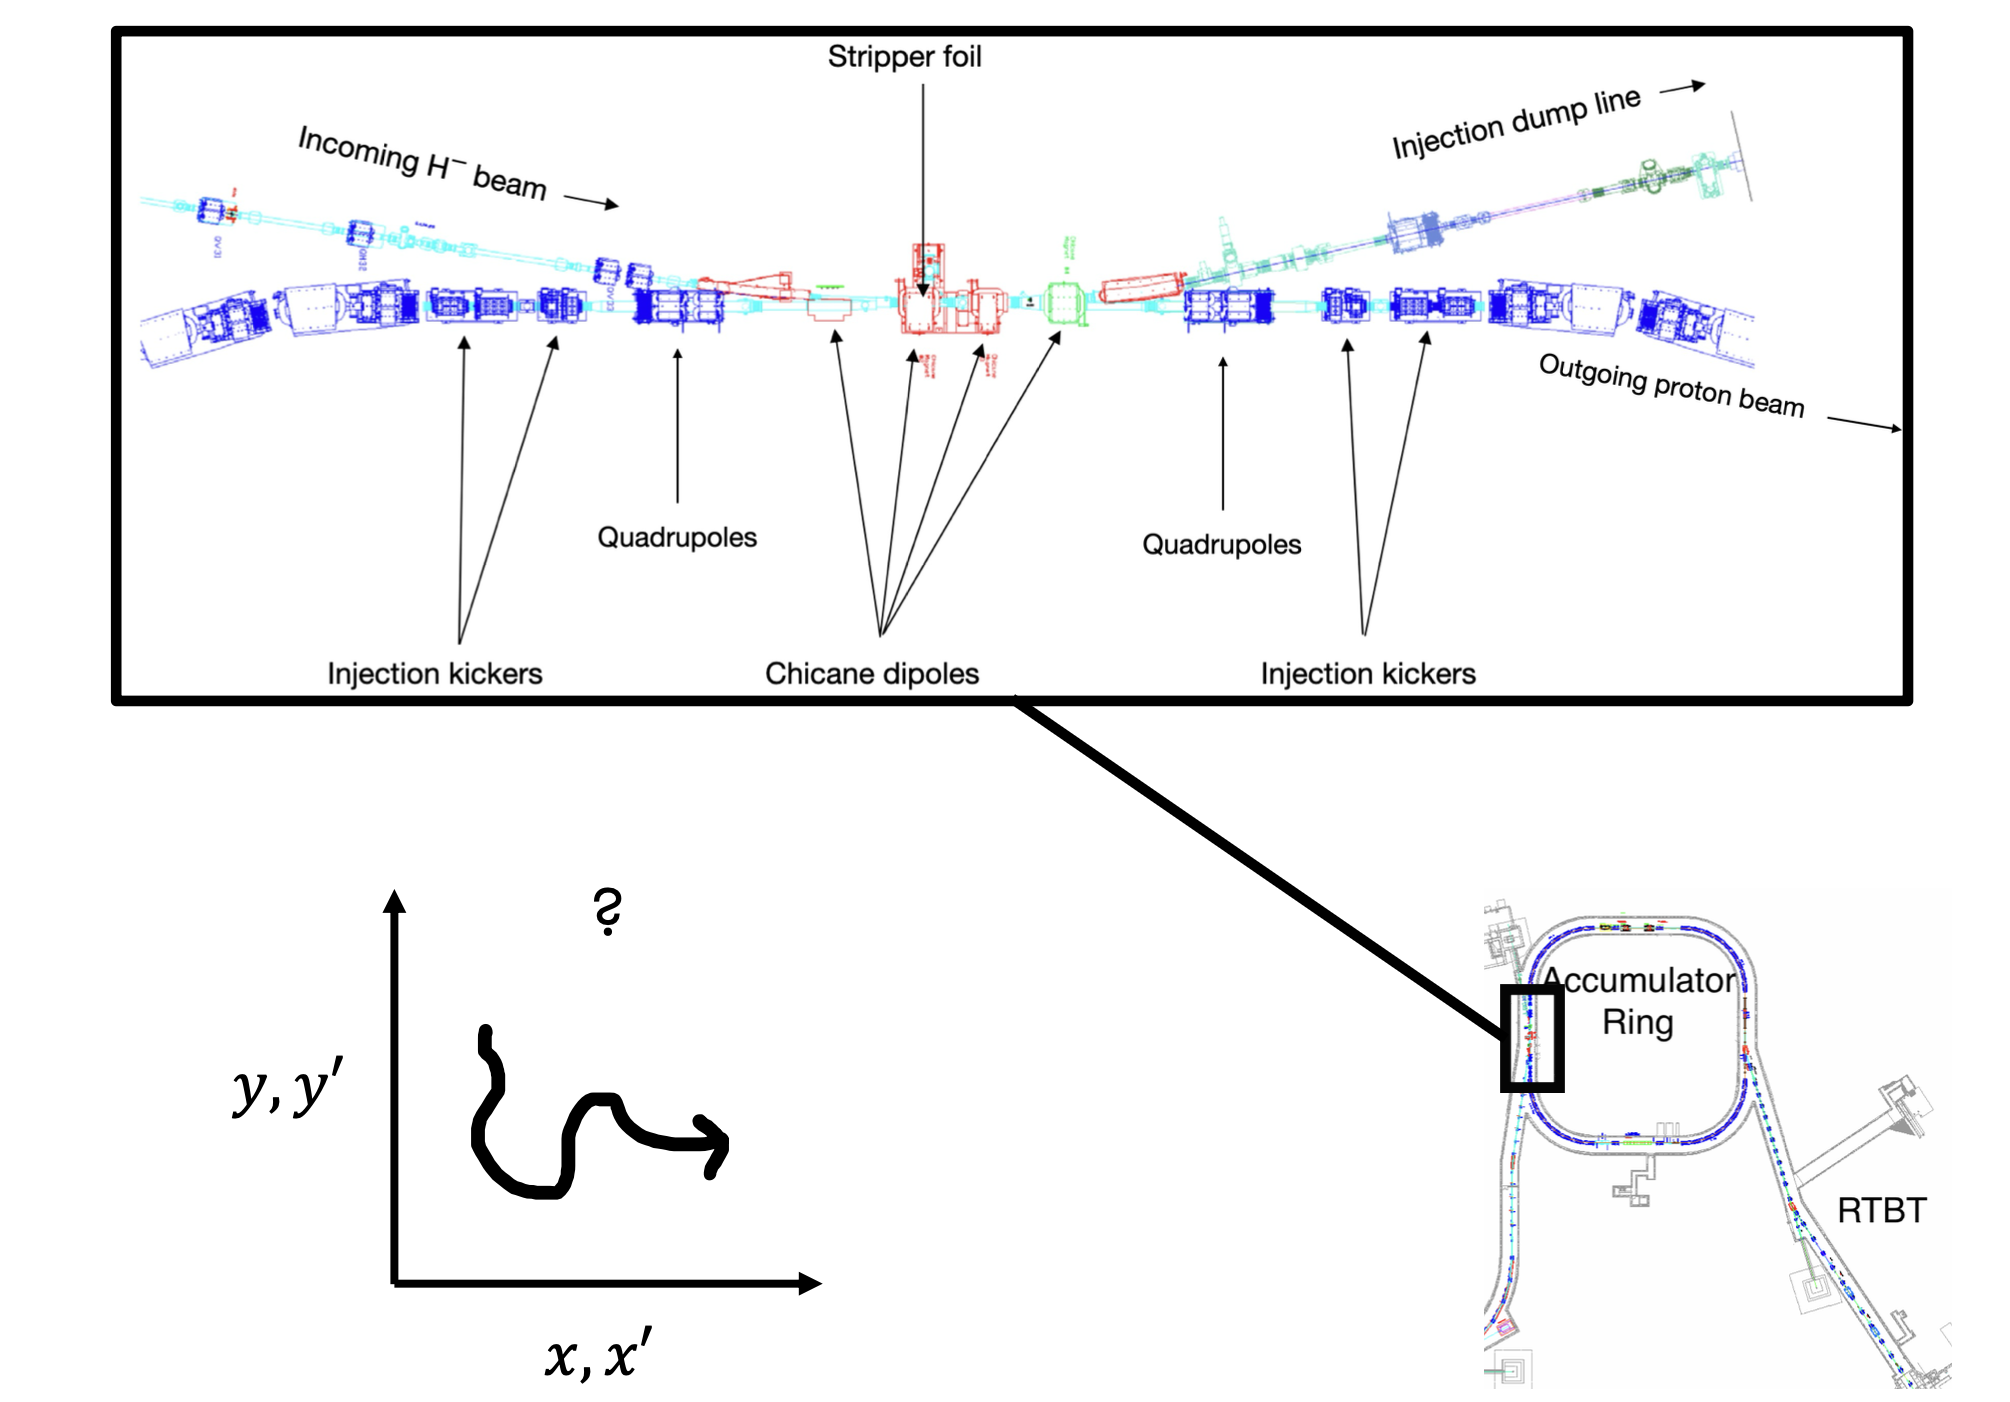 Stripper foil
Incoming H⁻ beam
Injection dump line
Outgoing proton beam
Quadrupoles
Quadrupoles
Injection kickers
Chicane dipoles
Injection kickers
?
y, y′
x, x′
Accumulator
Ring
RTBT